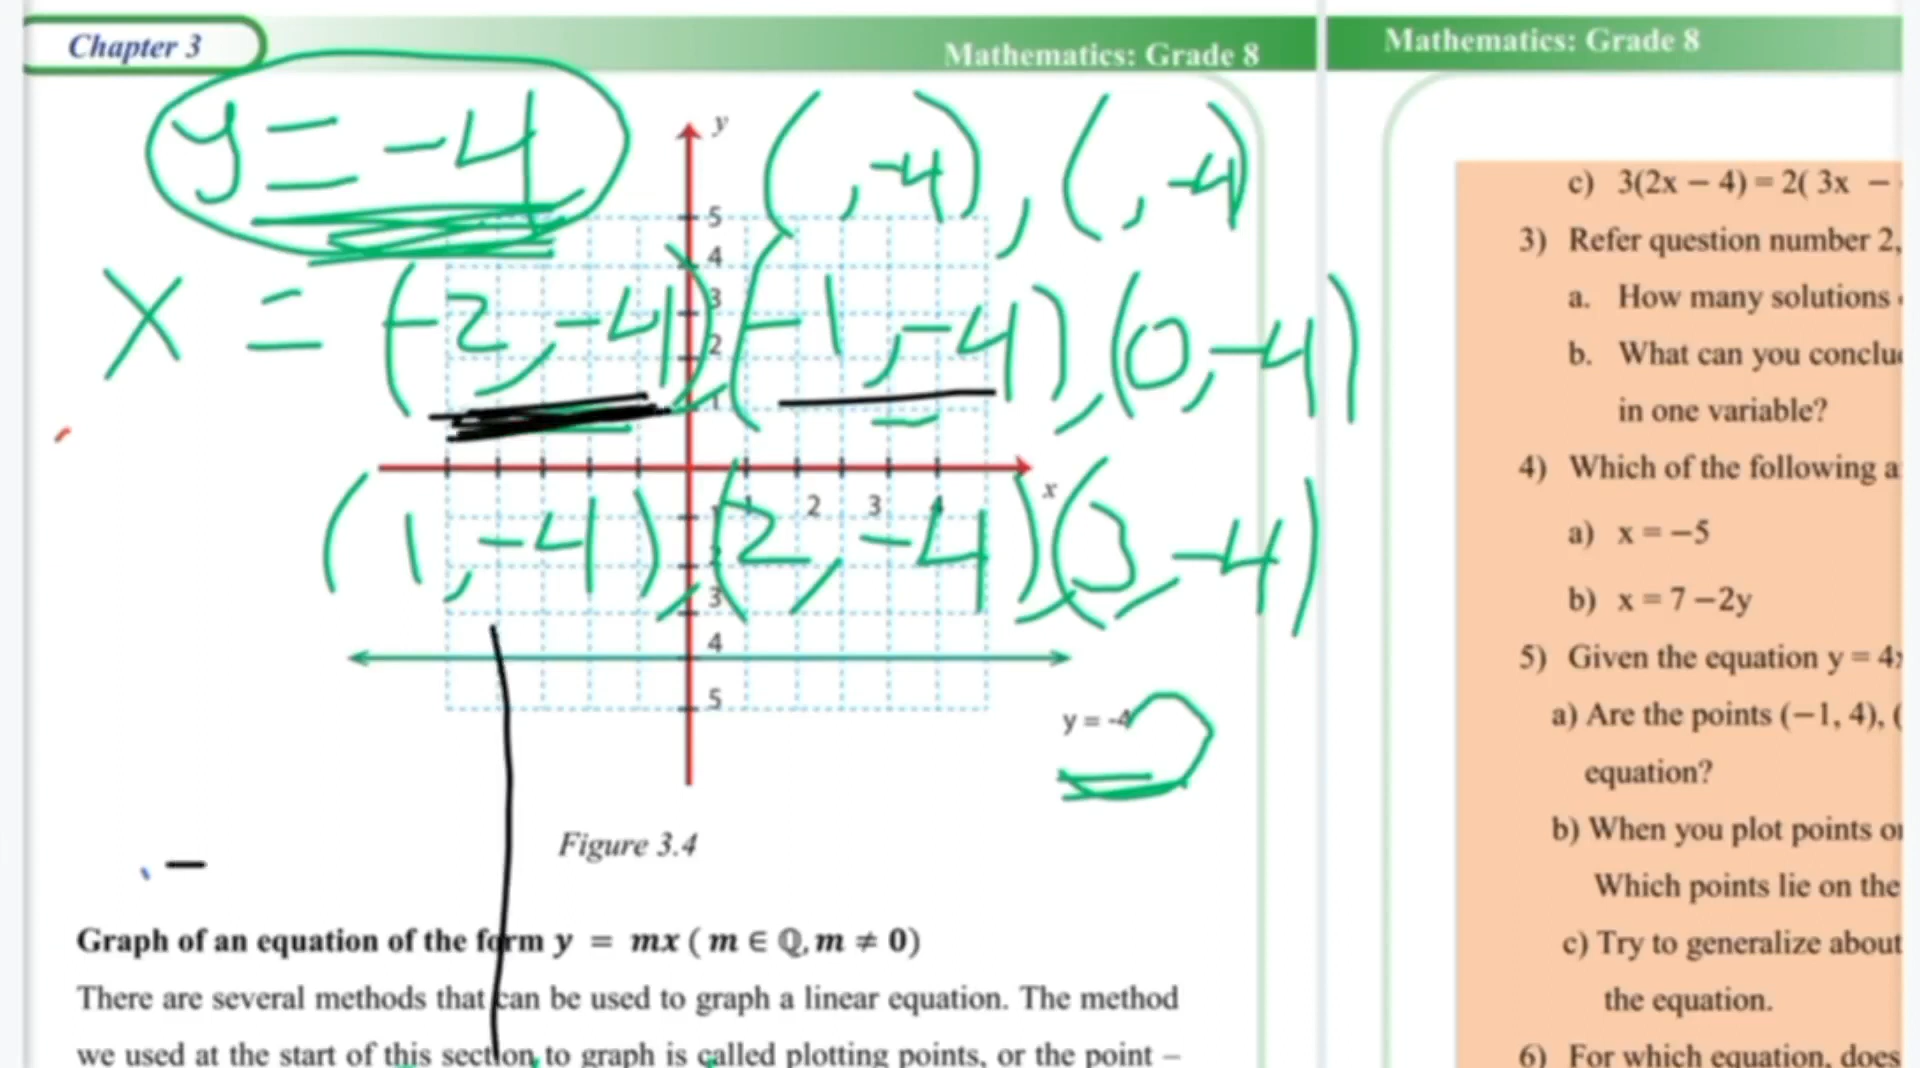 Chapter 3
Mathematics: Grade 8
y = -4
( , -4), ( , -4)
x = (-2, -4), (-1, -4), (0, -4)
(1, -4), (2, -4), (3, -4)
y
5
4
3
2
1
x
1 2 3 4
1
2
3
4
5
y = -4
Figure 3.4
Graph of an equation of the form y = mx ( m ∈ ℚ, m ≠ 0)
There are several methods that can be used to graph a linear equation. The method
we used at the start of this section to graph is called plotting points, or the point –
Mathematics: Grade 8
c) 3(2x – 4) = 2( 3x –
3) Refer question number 2,
a. How many solutions
b. What can you
in one variable?
4) Which of the following a
a) x = –5
b) x = 7 – 2y
5) Given the equation y = 4x
a) Are the points (–1, 4), (
equation?
b) When you plot points
Which points lie on the
c) Try to generalize about
the equation.
6) For which equation, does